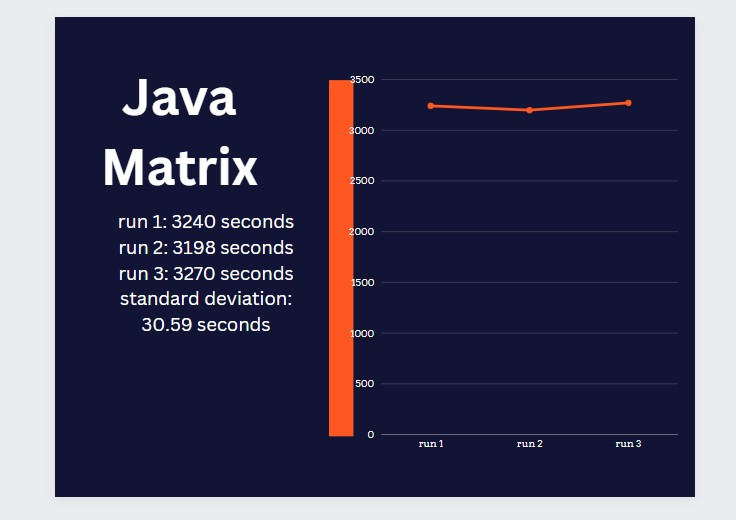 Java
Matrix
run 1: 3240 seconds
run 2: 3198 seconds
run 3: 3270 seconds
standard deviation:
30.59 seconds
3500
3000
2500
2000
1500
1000
500
0
run 1 run 2 run 3